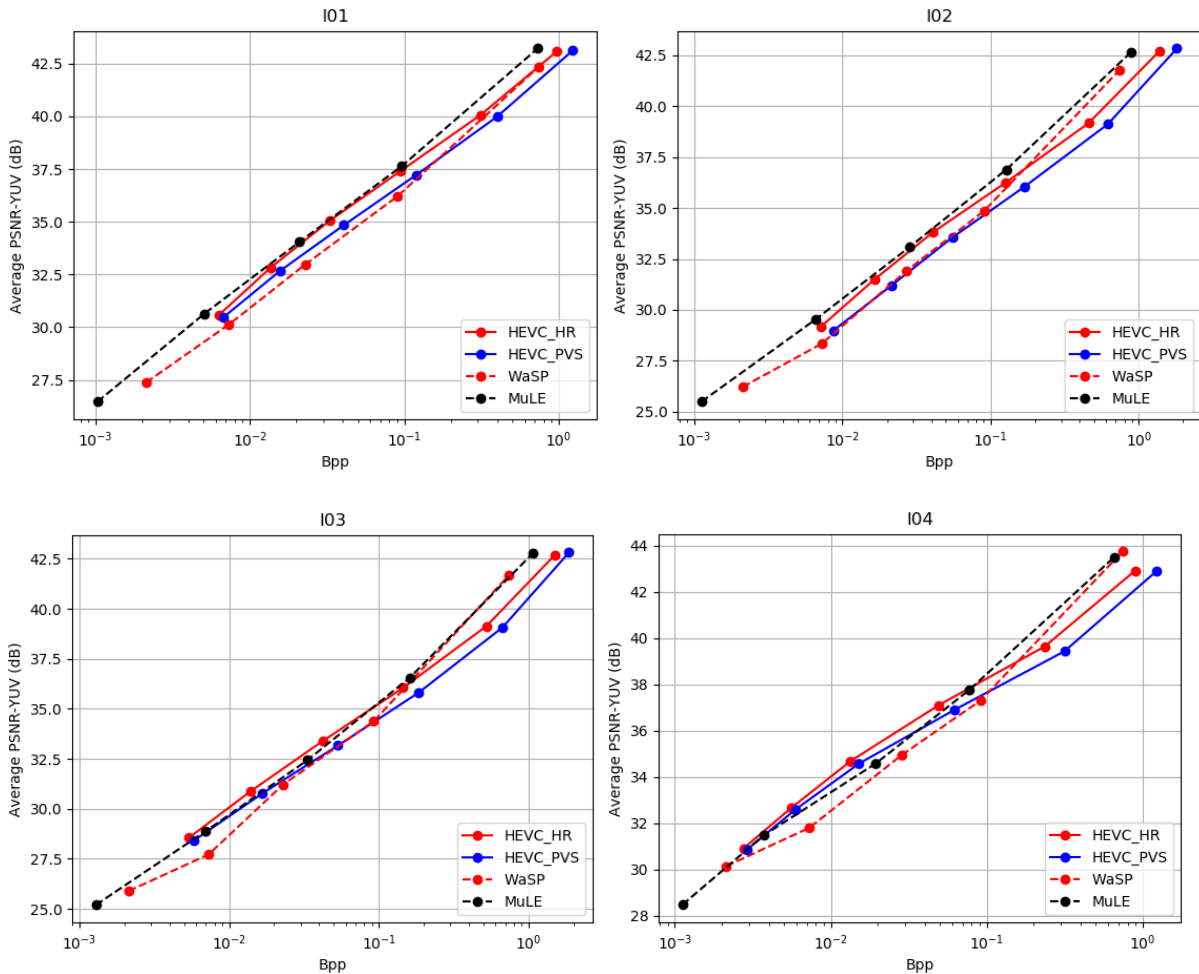 I01
Average PSNR-YUV (dB)
42.5
40.0
37.5
35.0
32.5
30.0
27.5
10⁻³
10⁻²
10⁻¹
10⁰
Bpp
HEVC_HR
HEVC_PVS
WaSP
MuLE
I02
Average PSNR-YUV (dB)
42.5
40.0
37.5
35.0
32.5
30.0
27.5
25.0
10⁻³
10⁻²
10⁻¹
10⁰
Bpp
HEVC_HR
HEVC_PVS
WaSP
MuLE
I03
Average PSNR-YUV (dB)
42.5
40.0
37.5
35.0
32.5
30.0
27.5
25.0
10⁻³
10⁻²
10⁻¹
10⁰
Bpp
HEVC_HR
HEVC_PVS
WaSP
MuLE
I04
Average PSNR-YUV (dB)
44
42
40
38
36
34
32
30
28
10⁻³
10⁻²
10⁻¹
10⁰
Bpp
HEVC_HR
HEVC_PVS
WaSP
MuLE